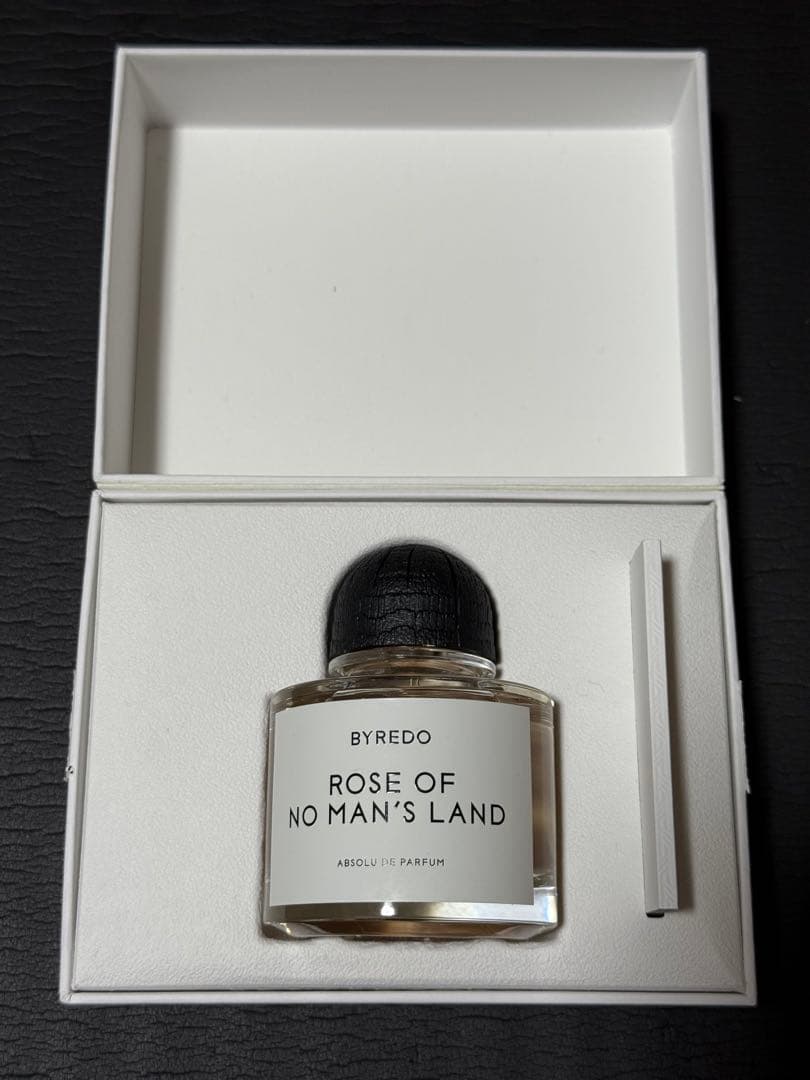 BYREDO
ROSE OF
NO MAN'S LAND
ABSOLU DE PARFUM